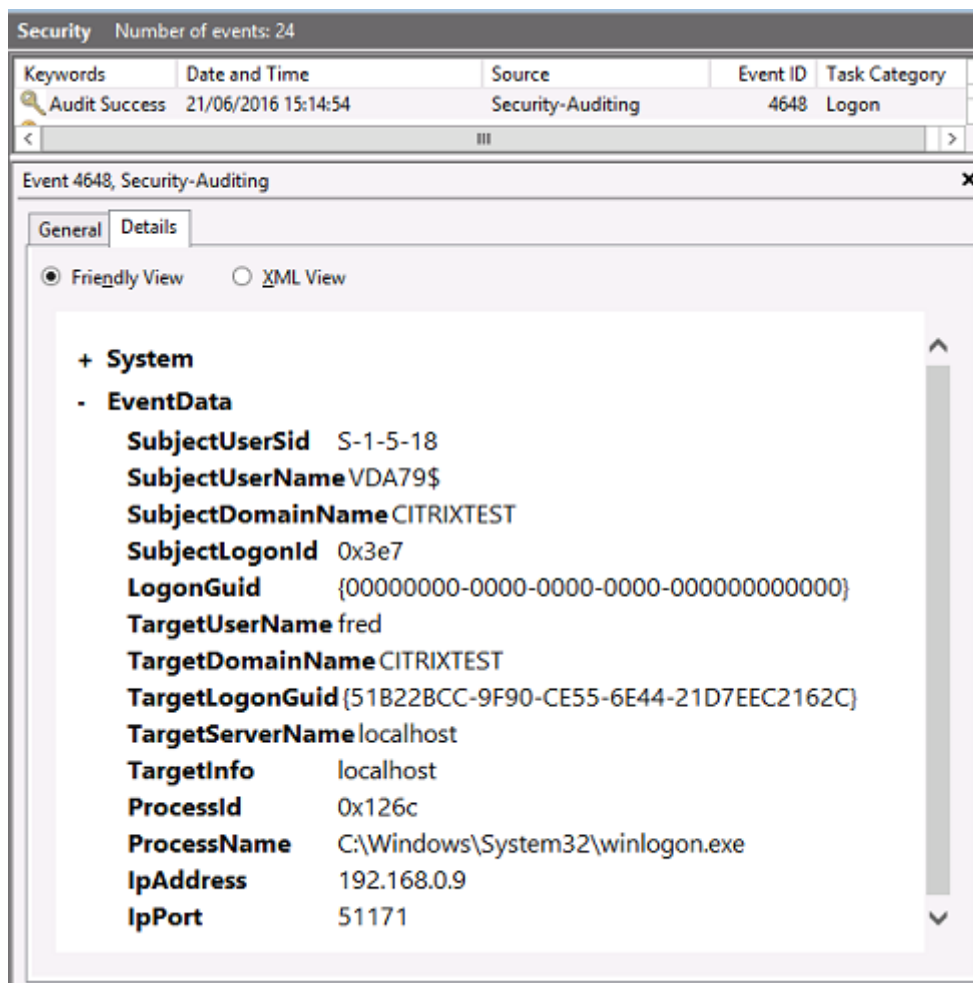 Security Number of events: 24
Keywords Date and Time Source Event ID Task Category
Audit Success 21/06/2016 15:14:54 Security-Auditing 4648 Logon
Event 4648, Security-Auditing
General Details
Friendly View XML View
+ System
- EventData
SubjectUserSid S-1-5-18
SubjectUserName VDA79$
SubjectDomainName CITRIXTEST
SubjectLogonId 0x3e7
LogonGuid {00000000-0000-0000-0000-000000000000}
TargetUserName fred
TargetDomainName CITRIXTEST
TargetLogonGuid {51B22BCC-9F90-CE55-6E44-21D7EEC2162C}
TargetServerName localhost
TargetInfo localhost
ProcessId 0x126c
ProcessName C:\Windows\System32\winlogon.exe
IpAddress 192.168.0.9
IpPort 51171